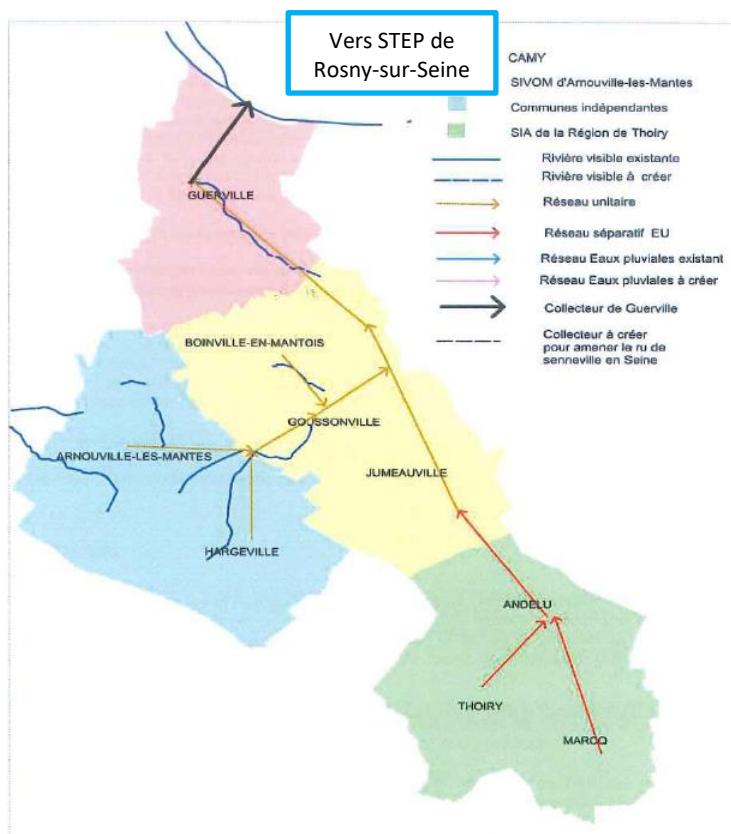 Vers STEP de
Rosny-sur-Seine
CAMY
SIVOM d'Arnouville-les-Mantes
Communes indépendantes
SIA de la Région de Thoiry
Rivière visible existante
Rivière visible à créer
Réseau unitaire
Réseau séparatif EU
Réseau Eaux pluviales existant
Réseau Eaux pluviales à créer
Collecteur de Guerville
Collecteur à créer
pour amener le ru de
senneville en Seine
GUERVILLE
BOINVILLE-EN-MANTOIS
GOUSSONVILLE
ARNOUVILLE-LES-MANTES
JUMEAUVILLE
HARGEVILLE
ANDELU
THOIRY
MARCQ